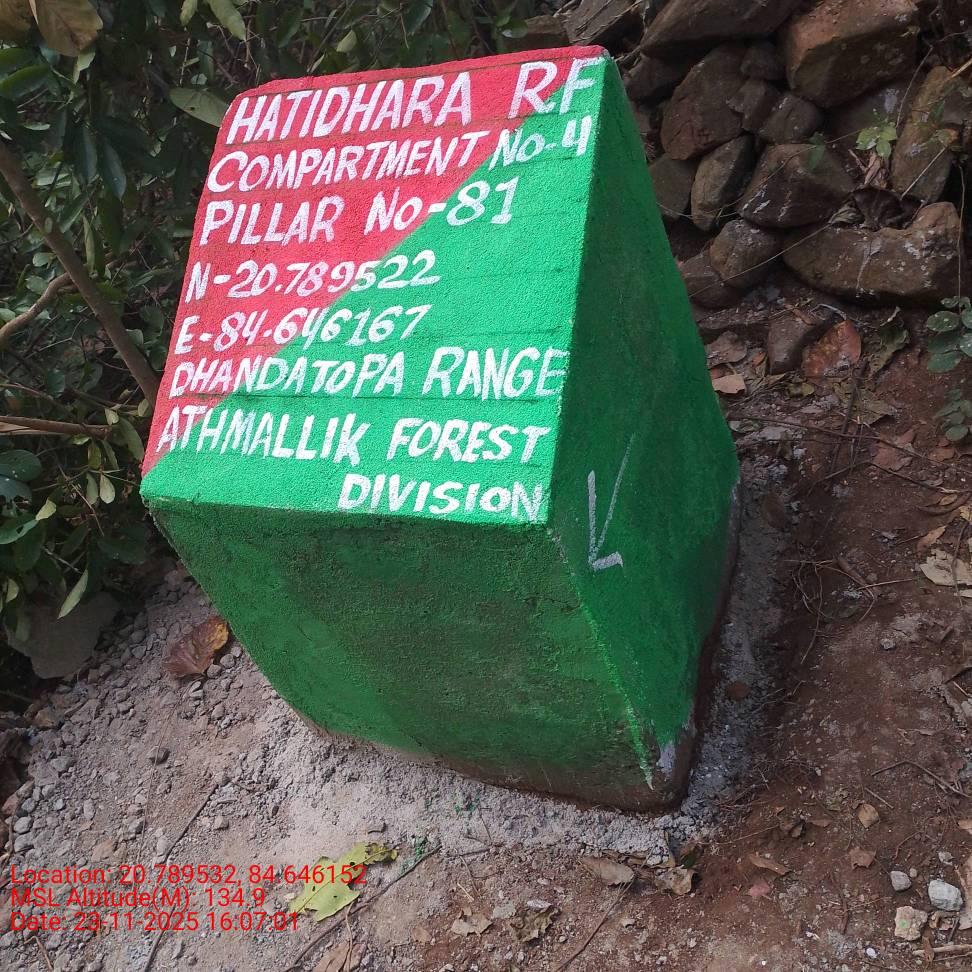 HATIDHARA RF
COMPARTMENT No-4
PILLAR No-81
N-20.789522
E-84.646167
DHANDATOPA RANGE
ATHMALLIK FOREST
DIVISION
Location: 20.789532, 84.646152
MSL Altitude(M): 134.9
Date: 23-11-2025 16:07:01